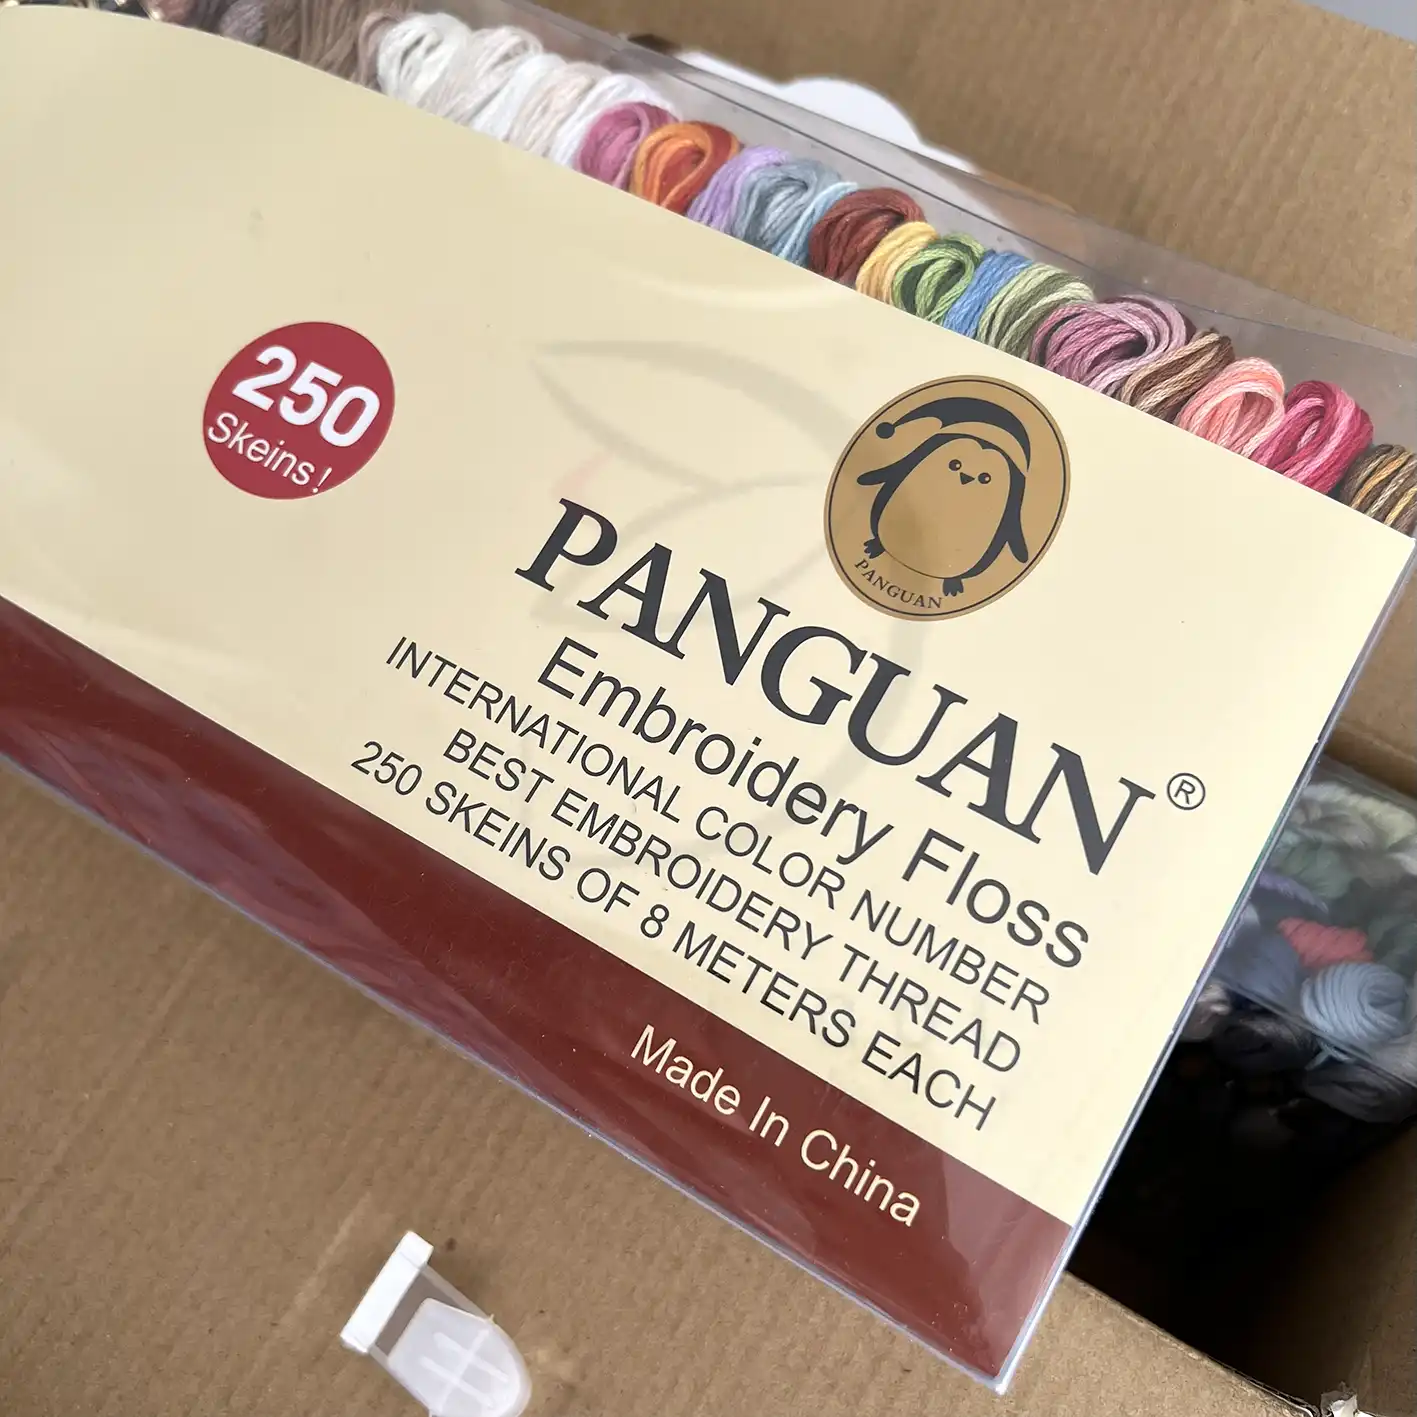 250
Skeins!
PANGUAN
PANGUAN®
Embroidery Floss
INTERNATIONAL COLOR NUMBER
BEST EMBROIDERY THREAD
250 SKEINS OF 8 METERS EACH
Made In China